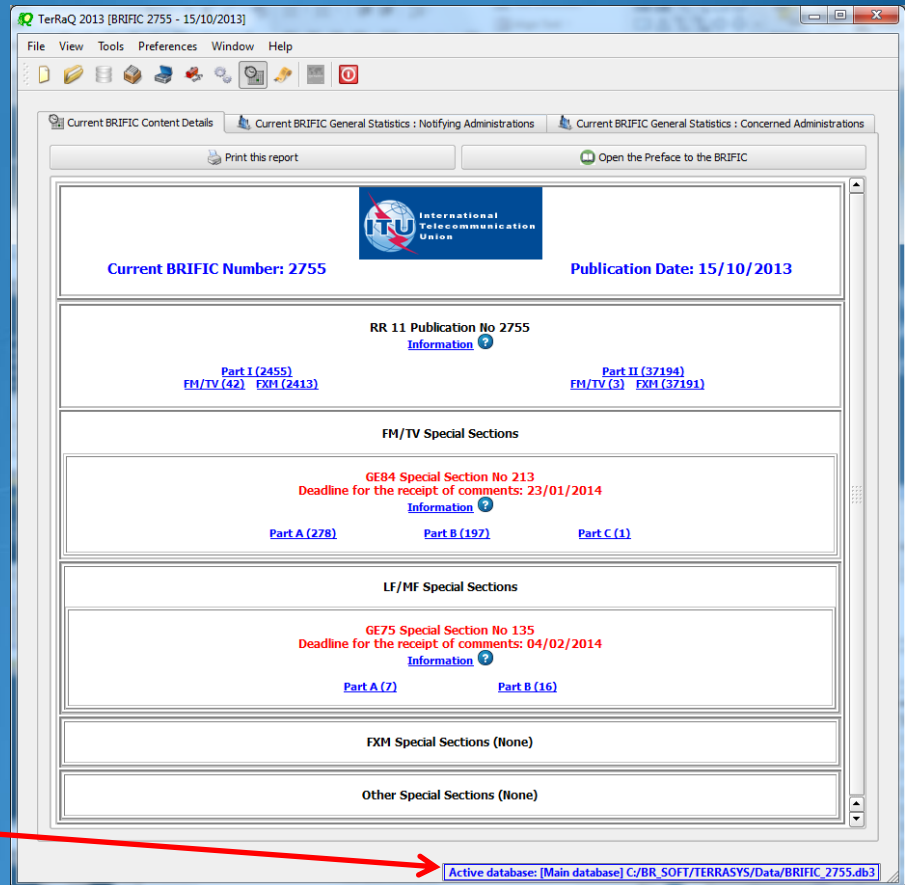 TerRaQ 2013 [BRIFIC 2755 - 15/10/2013]
File View Tools Preferences Window Help
Current BRIFIC Content Details Current BRIFIC General Statistics : Notifying Administrations Current BRIFIC General Statistics : Concerned Administrations
Print this report Open the Preface to the BRIFIC
ITU
International
Telecommunication
Union
Current BRIFIC Number: 2755 Publication Date: 15/10/2013
RR 11 Publication No 2755
Information ?
Part I (2455) Part II (37194)
FM/TV (42) FXM (2413) FM/TV (3) FXM (37191)
FM/TV Special Sections
GE84 Special Section No 213
Deadline for the receipt of comments: 23/01/2014
Information ?
Part A (278) Part B (197) Part C (1)
LF/MF Special Sections
GE75 Special Section No 135
Deadline for the receipt of comments: 04/02/2014
Information ?
Part A (7) Part B (16)
FXM Special Sections (None)
Other Special Sections (None)
Active database: [Main database] C:/BR_SOFT/TERRASYS/Data/BRIFIC_2755.db3